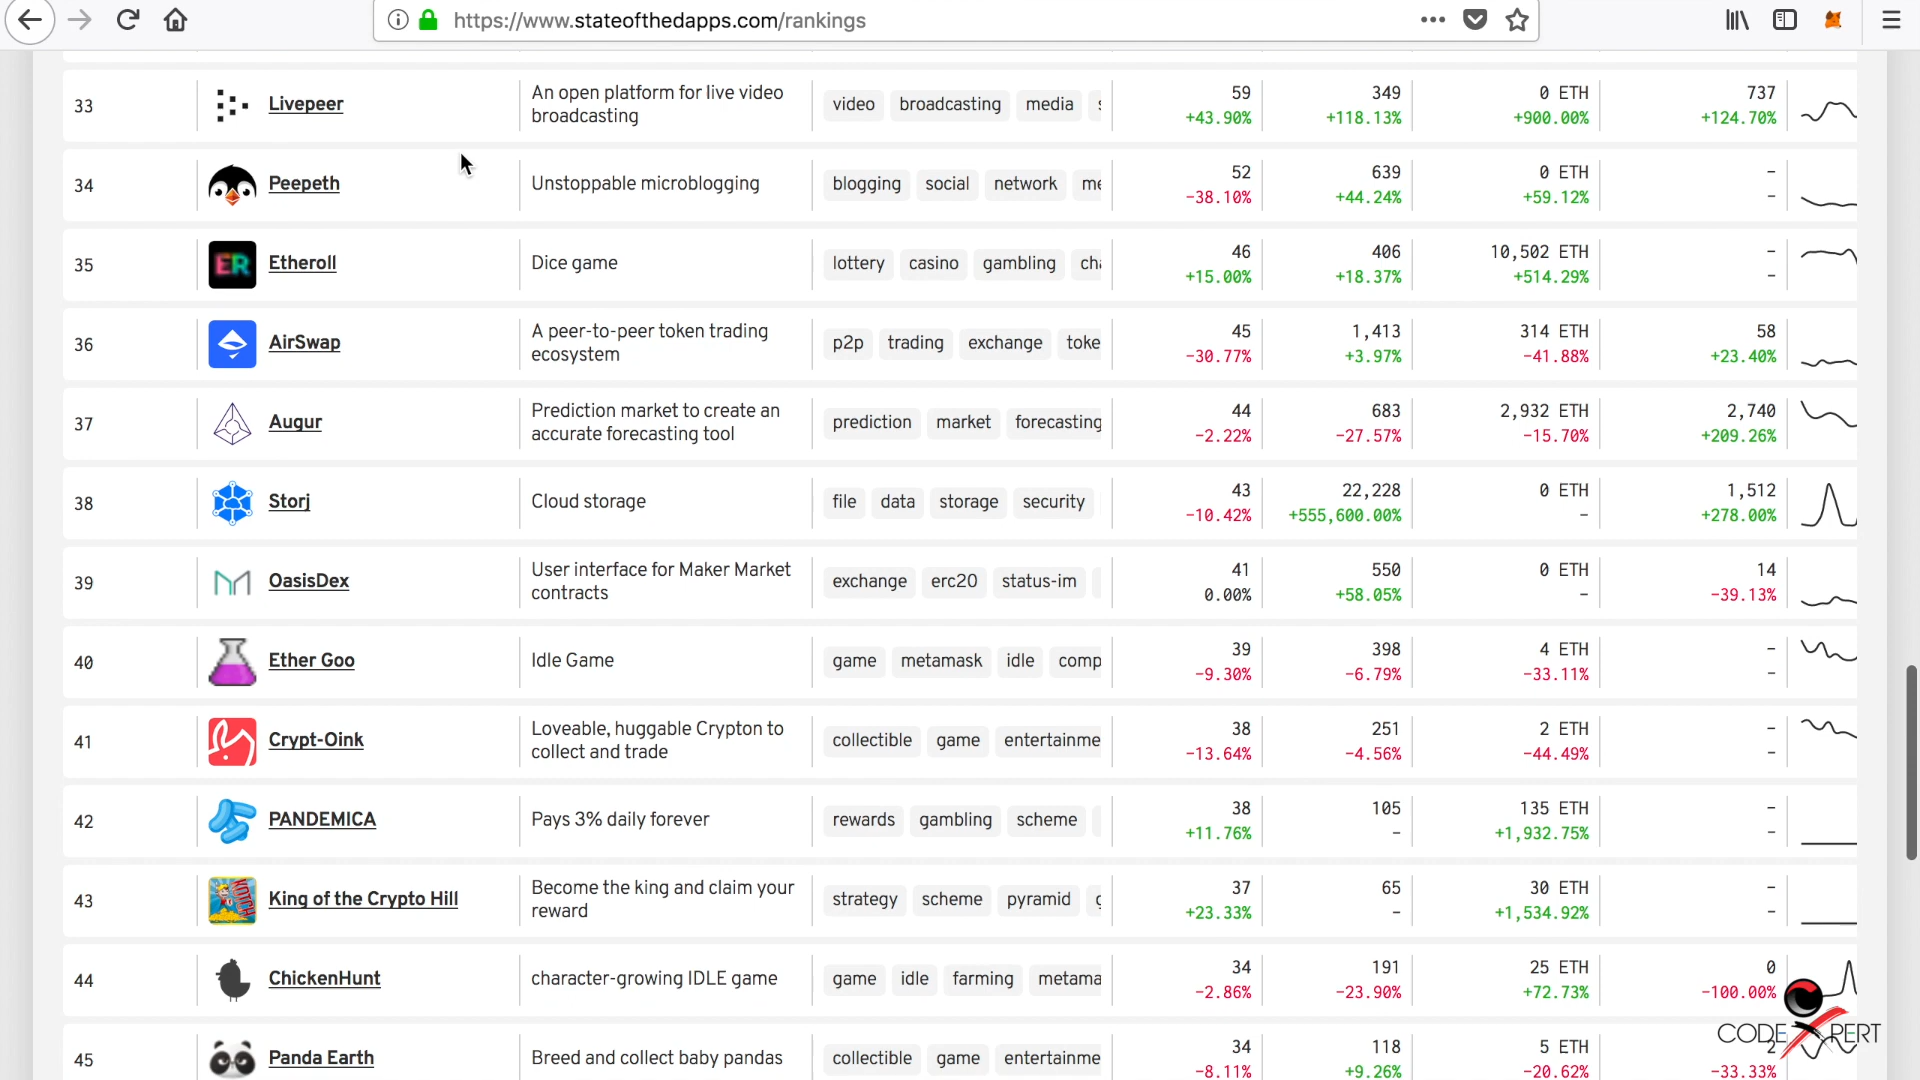 https://www.stateofthedapps.com/rankings
33 Livepeer An open platform for live video broadcasting video broadcasting media 59 +43.90% 349 +118.13% 0 ETH +900.00% 737 +124.70%
34 Peepeth Unstoppable microblogging blogging social network me 52 -38.10% 639 +44.24% 0 ETH +59.12% - -
35 ER Etheroll Dice game lottery casino gambling cha 46 +15.00% 406 +18.37% 10,502 ETH +514.29% - -
36 AirSwap A peer-to-peer token trading ecosystem p2p trading exchange toke 45 -30.77% 1,413 +3.97% 314 ETH -41.88% 58 +23.40%
37 Augur Prediction market to create an accurate forecasting tool prediction market forecasting 44 -2.22% 683 -27.57% 2,932 ETH -15.70% 2,740 +209.26%
38 Storj Cloud storage file data storage security 43 -10.42% 22,228 +555,600.00% 0 ETH - 1,512 +278.00%
39 OasisDex User interface for Maker Market contracts exchange erc20 status-im 41 0.00% 550 +58.05% 0 ETH - 14 -39.13%
40 Ether Goo Idle Game game metamask idle comp 39 -9.30% 398 -6.79% 4 ETH -33.11% - -
41 Crypt-Oink Loveable, huggable Crypton to collect and trade collectible game entertainme 38 -13.64% 251 -4.56% 2 ETH -44.49% - -
42 PANDEMICA Pays 3% daily forever rewards gambling scheme 38 +11.76% 105 - 135 ETH +1,932.75% - -
43 KOTCH King of the Crypto Hill Become the king and claim your reward strategy scheme pyramid 37 +23.33% 65 - 30 ETH +1,534.92% - -
44 ChickenHunt character-growing IDLE game game idle farming metama 34 -2.86% 191 -23.90% 25 ETH +72.73% 0 -100.00%
45 Panda Earth Breed and collect baby pandas collectible game entertainme 34 -8.11% 118 +9.26% 5 ETH -20.62% 2 -33.33%
CODEXPERT